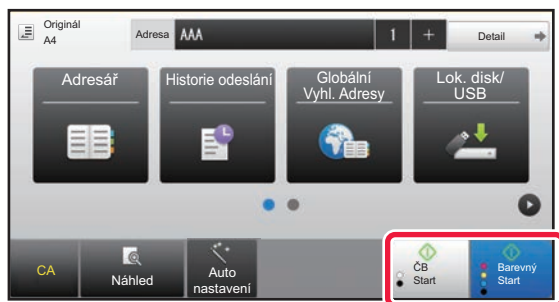 Originál
A4
Adresa AAA 1 + Detail
Adresář
Historie odeslání
Globální
Vyhl. Adresy
Lok. disk/
USB
CA
Náhled
Auto
nastavení
ČB
Start
Barevný
Start